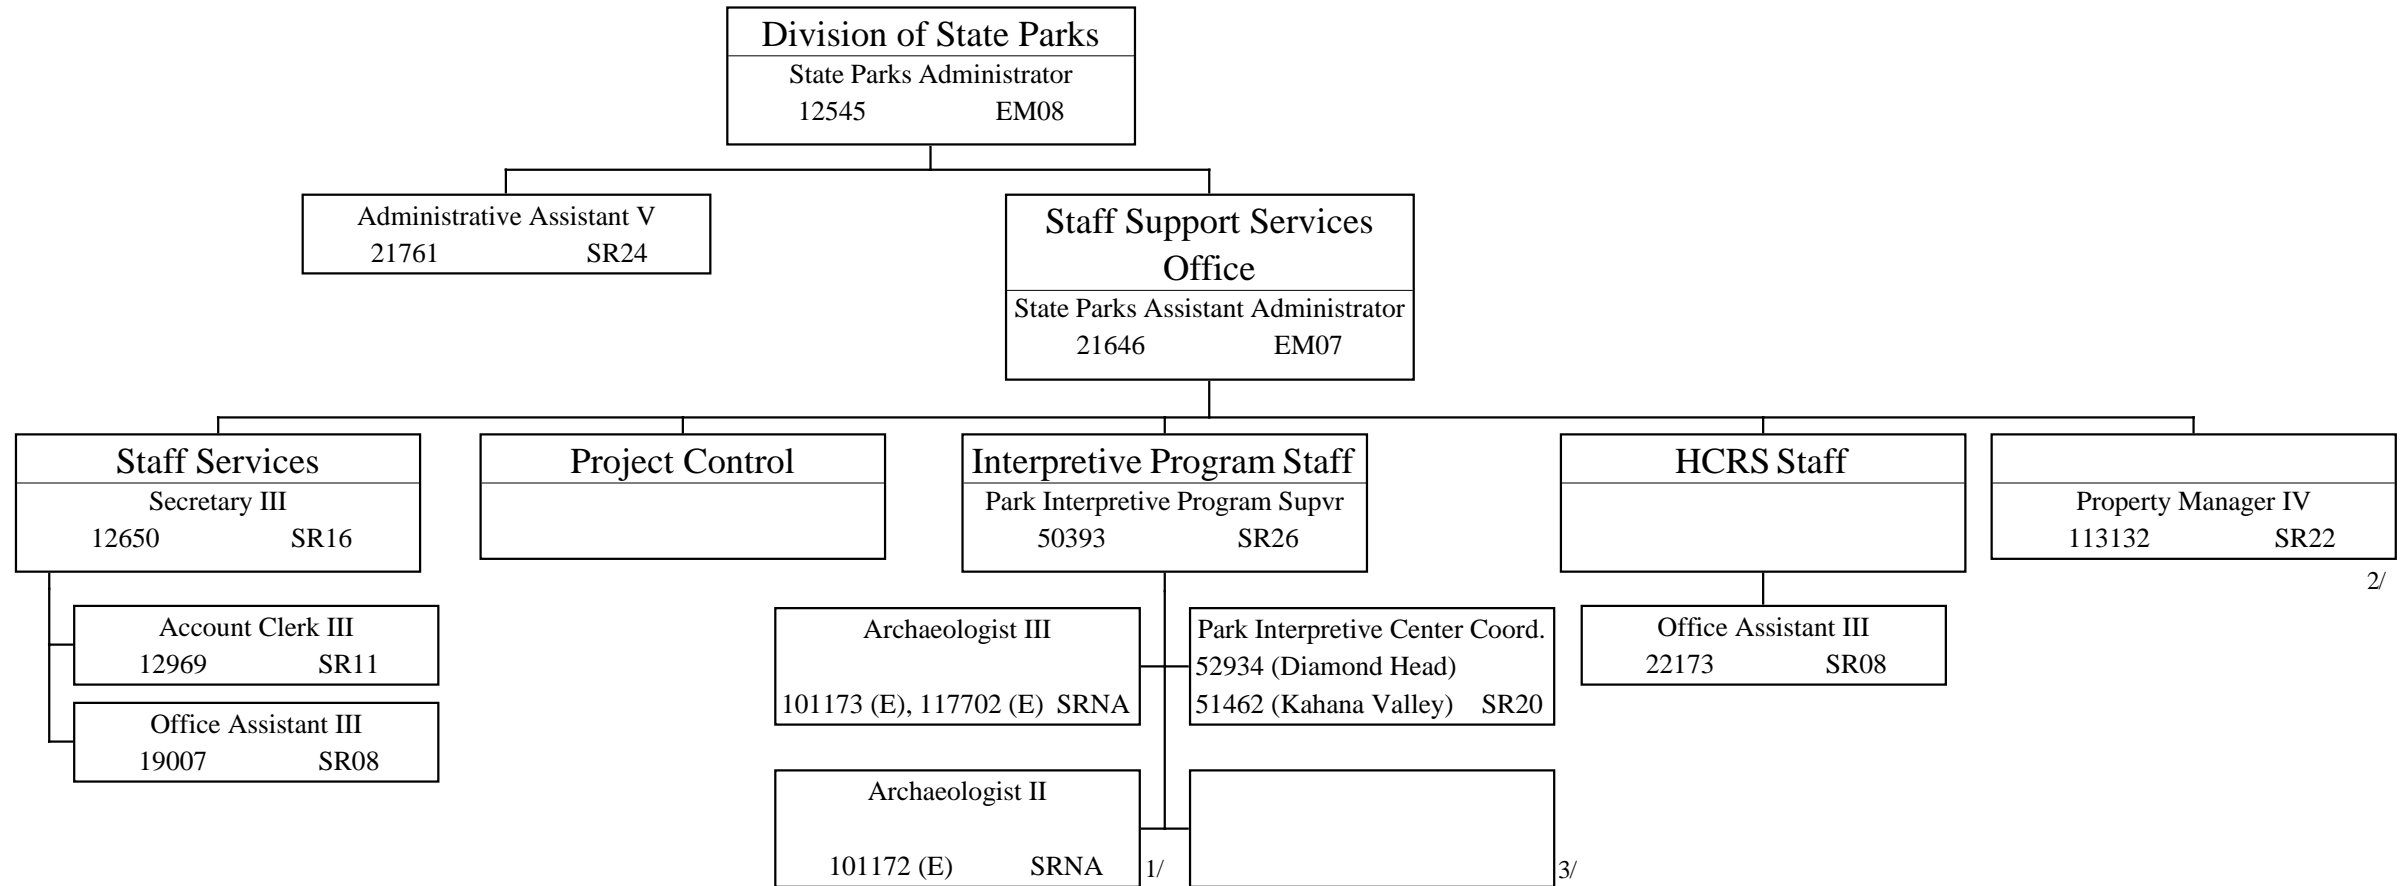 Division of State Parks
State Parks Administrator
12545 EM08
Administrative Assistant V
21761 SR24
Staff Support Services
Office
State Parks Assistant Administrator
21646 EM07
Staff Services
Secretary III
12650 SR16
Project Control
Interpretive Program Staff
Park Interpretive Program Supvr
50393 SR26
HCRS Staff
Property Manager IV
113132 SR22
2/
Account Clerk III
12969 SR11
Office Assistant III
19007 SR08
Archaeologist III
101173 (E), 117702 (E) SRNA
Park Interpretive Center Coord.
52934 (Diamond Head)
51462 (Kahana Valley) SR20
Office Assistant III
22173 SR08
Archaeologist II
101172 (E) SRNA
1/
3/